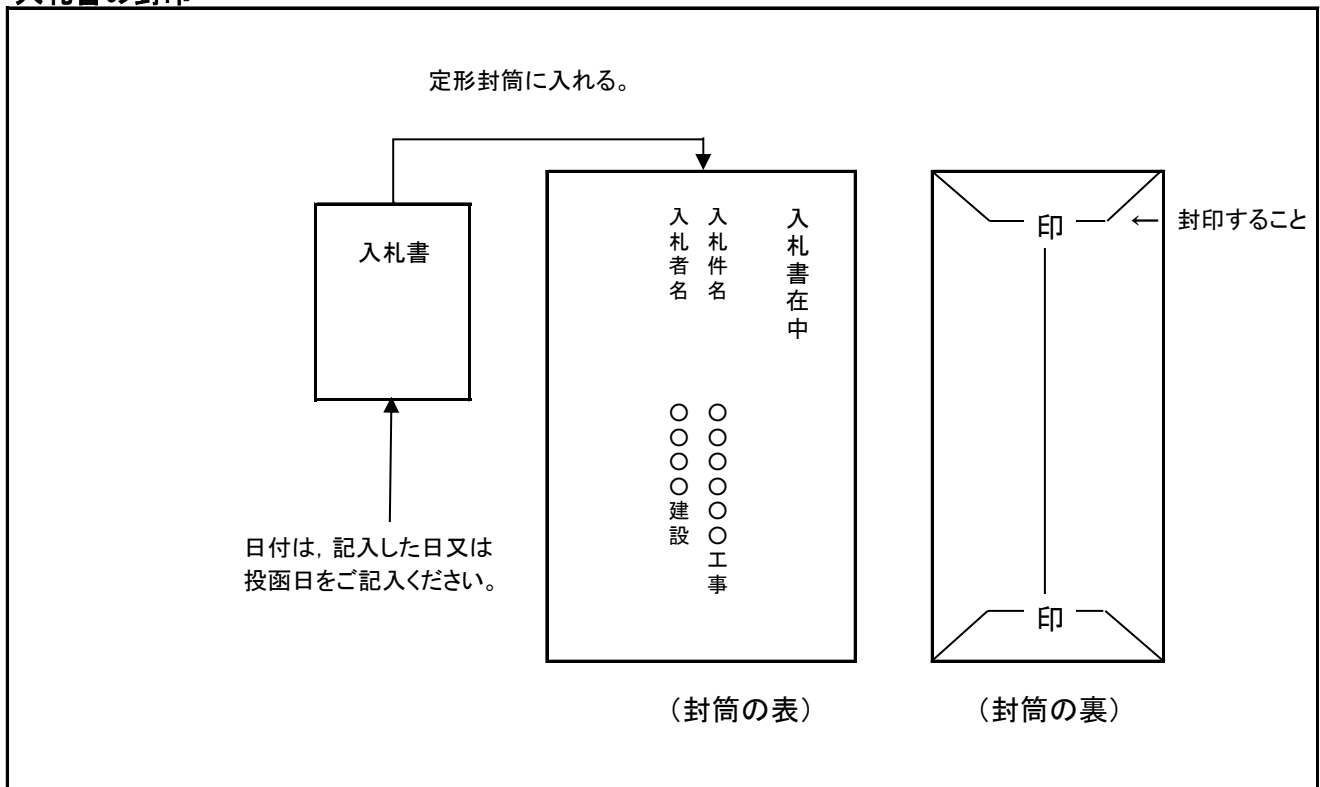 入札書の封印
定形封筒に入れる。
入札書
日付は，記入した日又は
投函日をご記入ください。
入札書在中
入札件名　〇〇〇〇〇〇工事
入札者名　〇〇〇〇建設
（封筒の表）
印
← 封印すること
印
（封筒の裏）